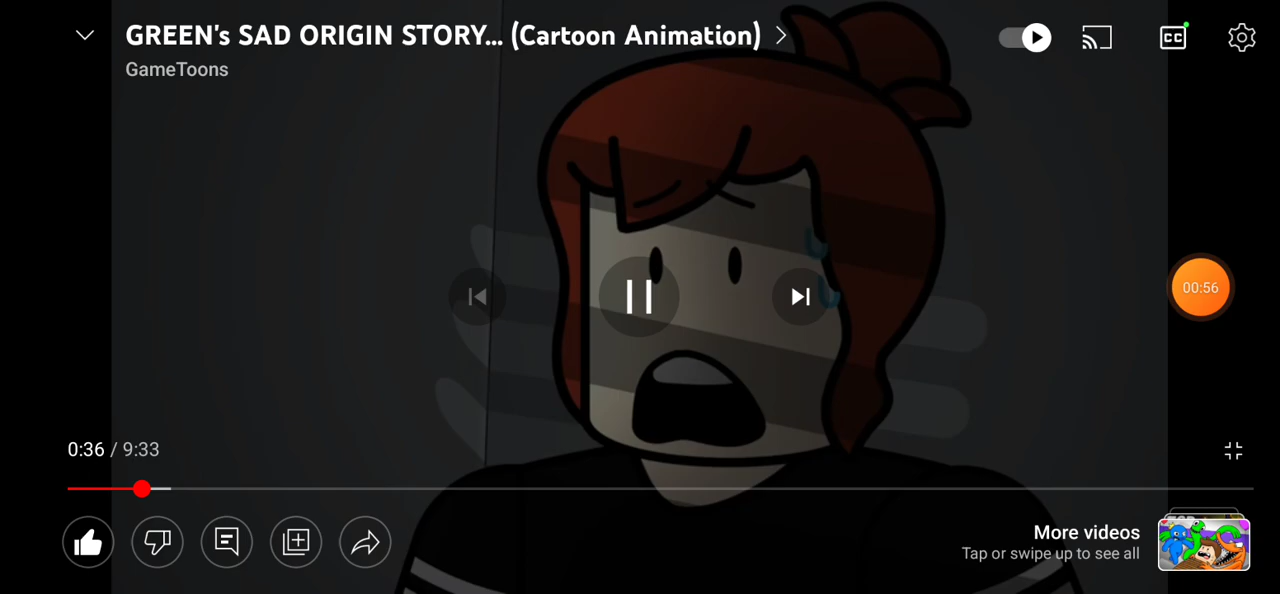 GREEN's SAD ORIGIN STORY... (Cartoon Animation)
GameToons
CC
00:56
0:36 / 9:33
More videos
Tap or swipe up to see all